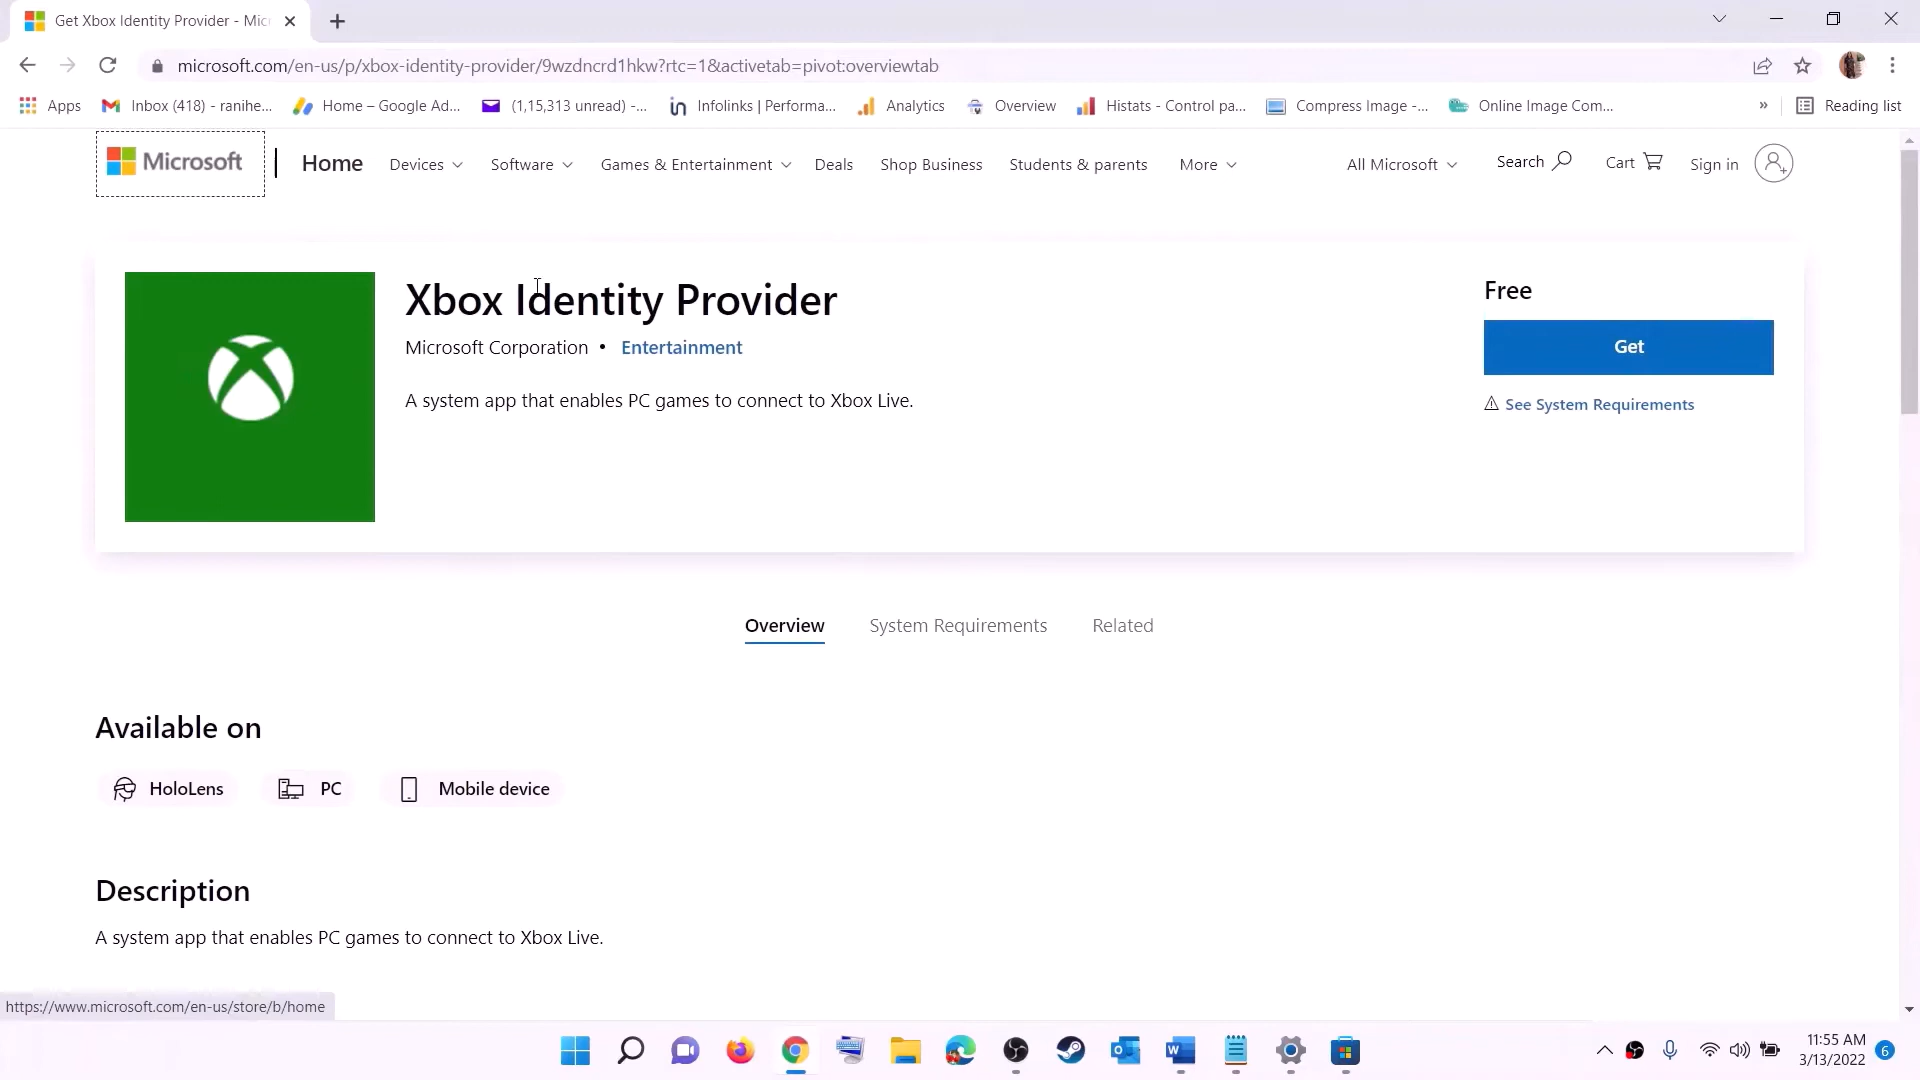 Get Xbox Identity Provider - Mic
microsoft.com/en-us/p/xbox-identity-provider/9wzdncrd1hkw?rtc=1&activetab=pivot:overviewtab
Apps Inbox (418) - ranihe... Home – Google Ad... (1,15,313 unread) -... Infolinks | Performa... Analytics Overview Histats - Control pa... Compress Image -... Online Image Com... » Reading list
Microsoft Home Devices Software Games & Entertainment Deals Shop Business Students & parents More All Microsoft Search Cart Sign in
Xbox Identity Provider
Microsoft Corporation • Entertainment
A system app that enables PC games to connect to Xbox Live.
Free
Get
See System Requirements
Overview System Requirements Related
Available on
HoloLens PC Mobile device
Description
A system app that enables PC games to connect to Xbox Live.
https://www.microsoft.com/en-us/store/b/home
11:55 AM
3/13/2022
6